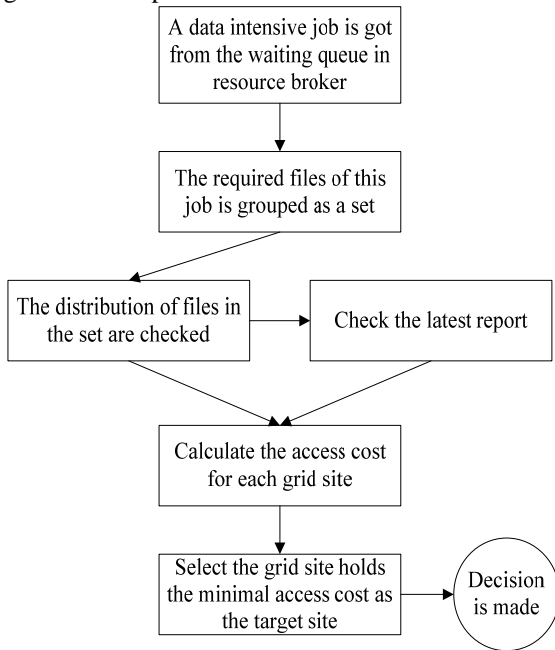 A data intensive job is got
from the waiting queue in
resource broker
The required files of this
job is grouped as a set
The distribution of files in
the set are checked
Check the latest report
Calculate the access cost
for each grid site
Select the grid site holds
the minimal access cost as
the target site
Decision
is made